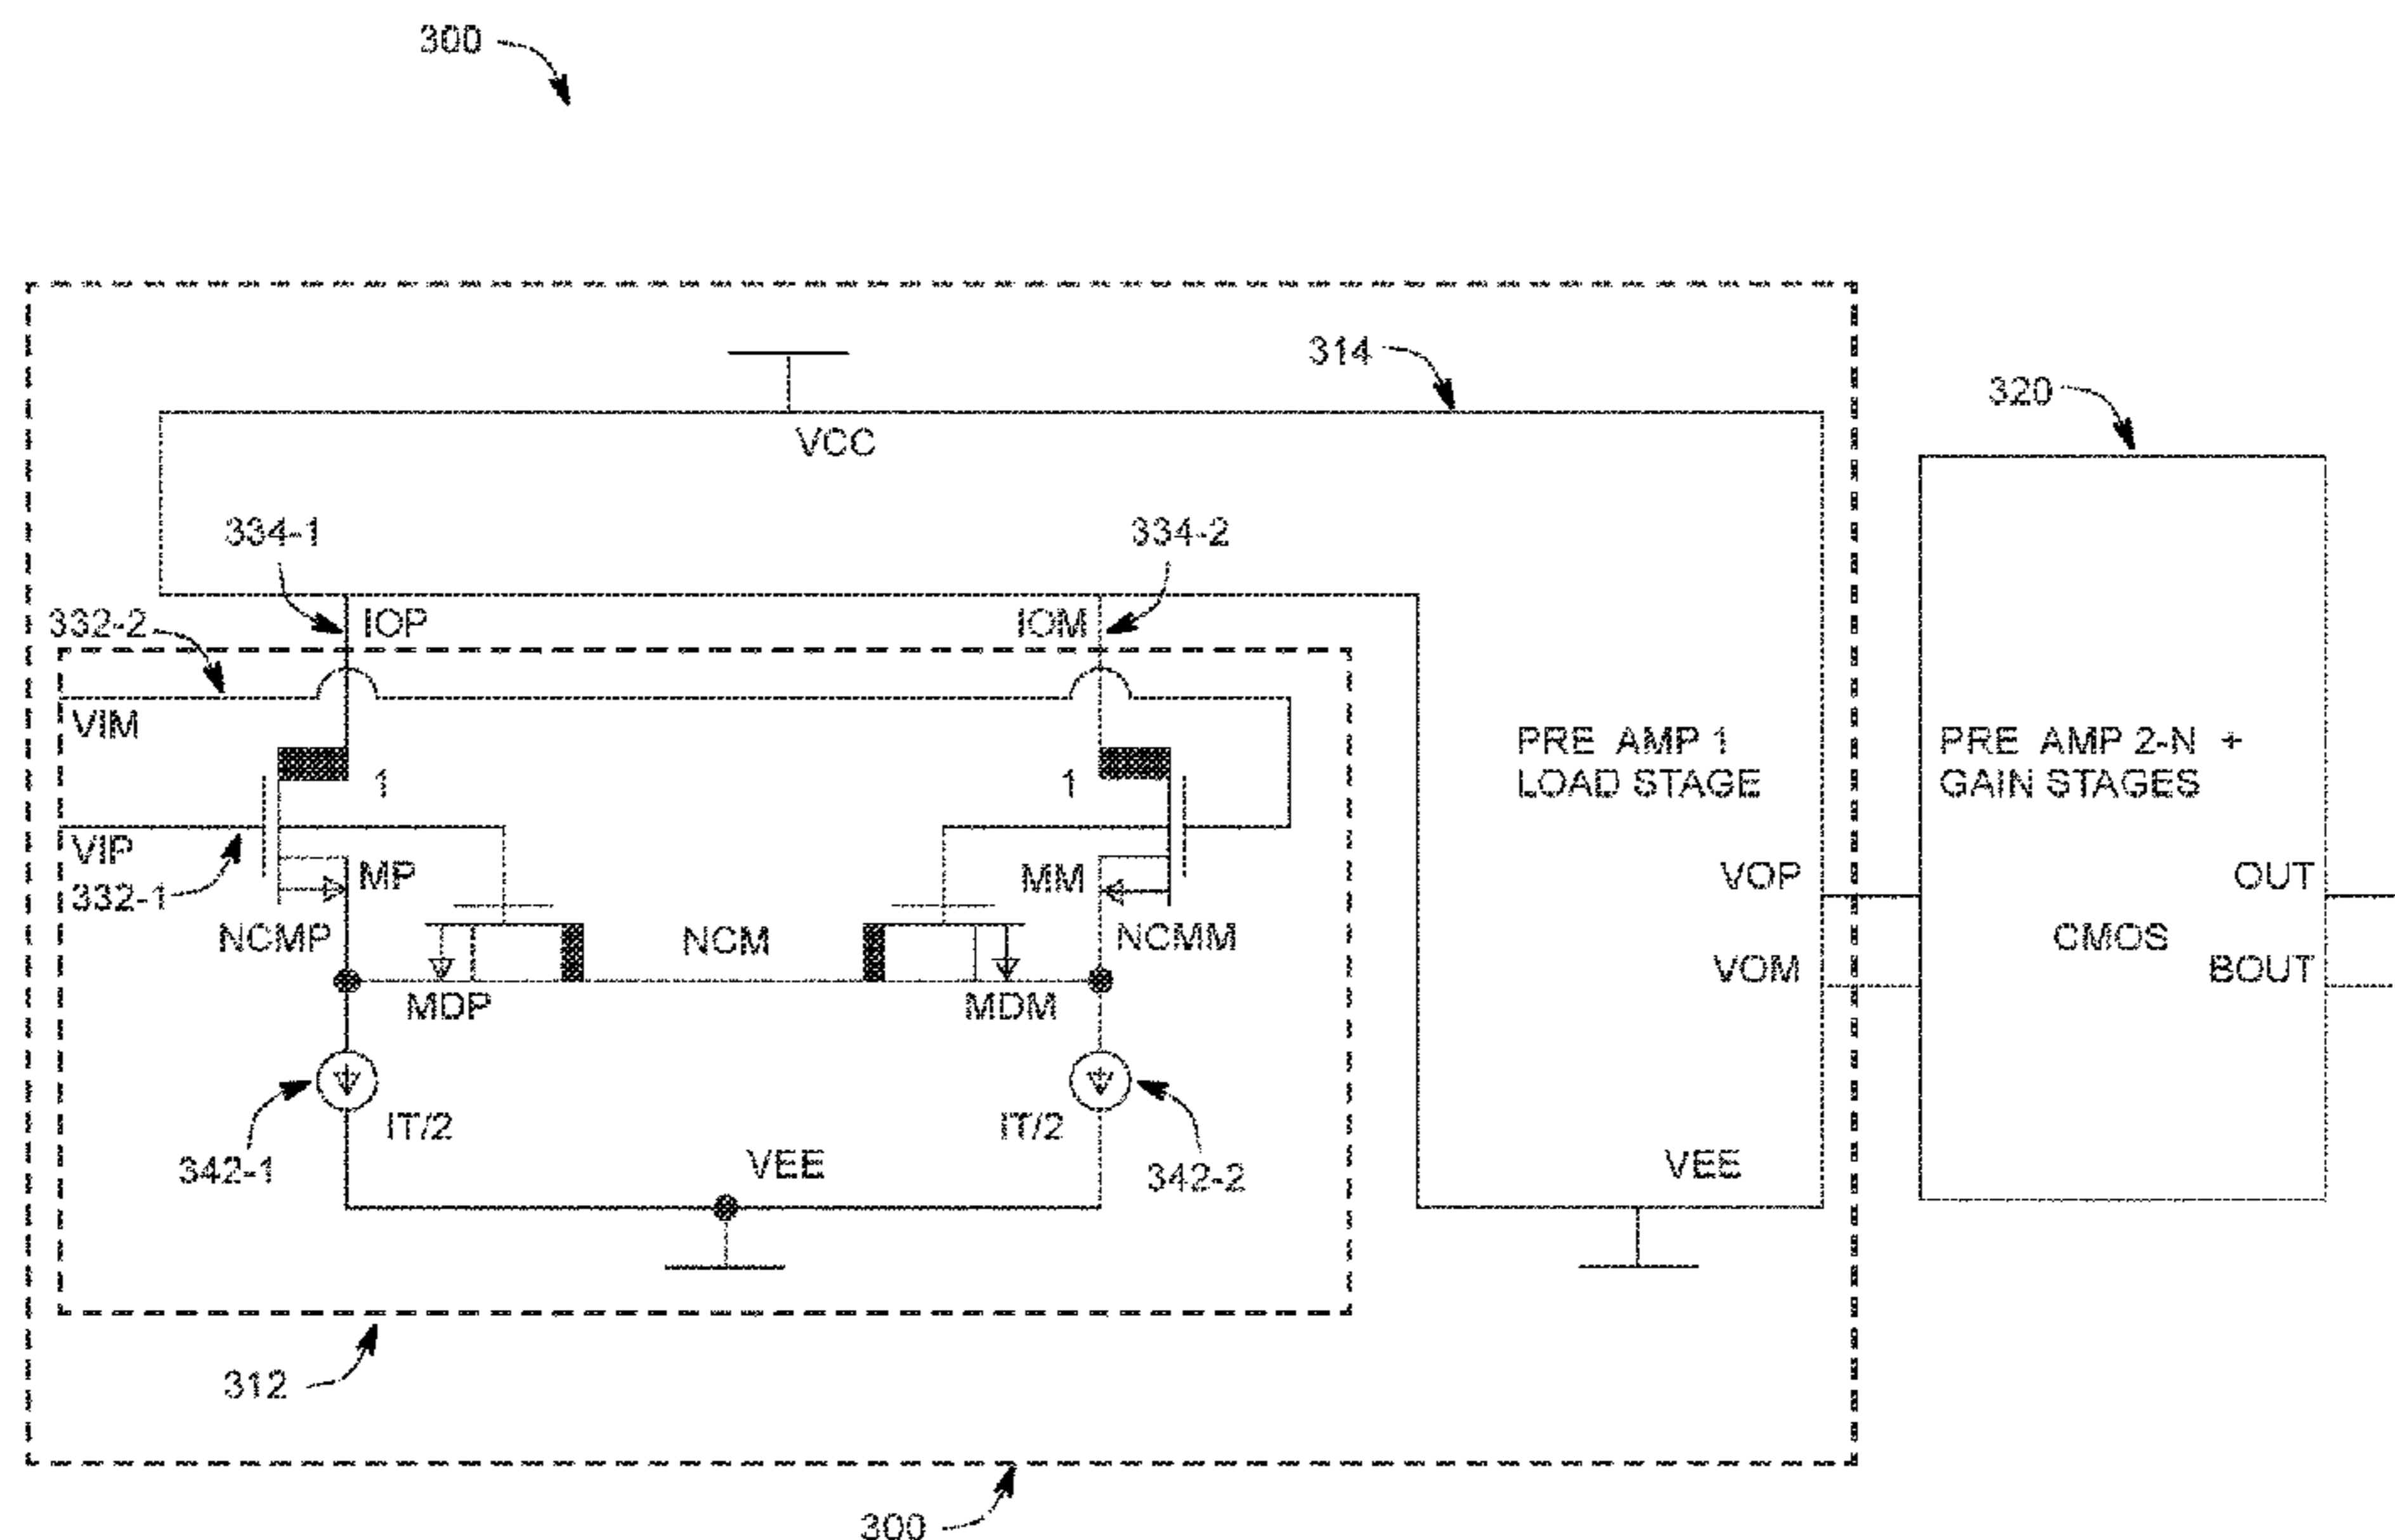 300
314
320
VCC
334-1
334-2
332-2
IOP
IOM
VIM
1
1
PRE AMP 1
LOAD STAGE
PRE AMP 2-N +
GAIN STAGES
VIP
332-1
MP
MM
VOP
OUT
NCMP
NCM
NCMM
CMOS
VOM
BOUT
MDP
MDM
IT/2
IT/2
342-1
VEE
342-2
VEE
312
300